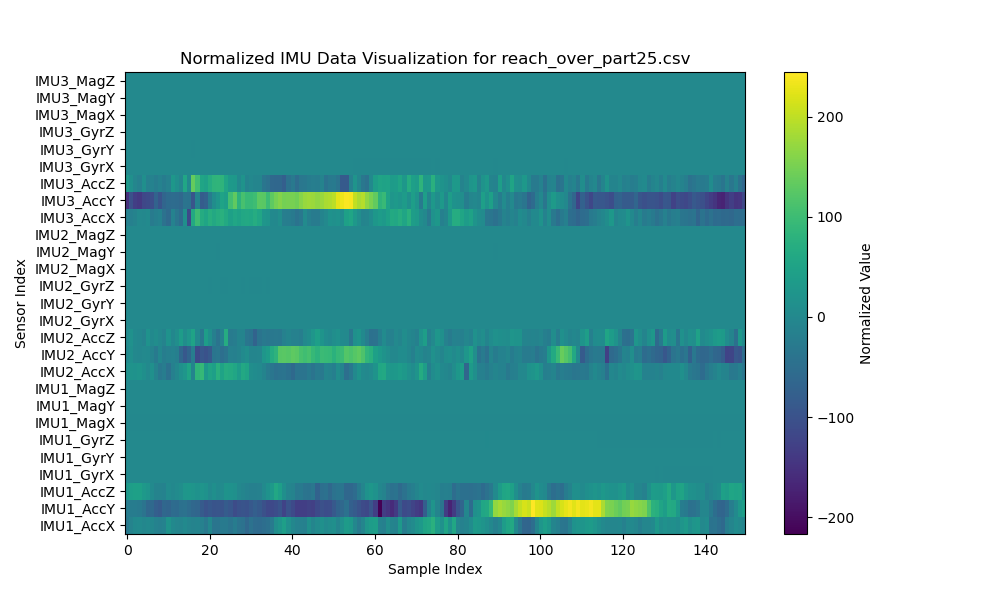 Normalized IMU Data Visualization for reach_over_part25.csv
IMU3_MagZ
IMU3_MagY
IMU3_MagX
IMU3_GyrZ
IMU3_GyrY
IMU3_GyrX
IMU3_AccZ
IMU3_AccY
IMU3_AccX
IMU2_MagZ
IMU2_MagY
IMU2_MagX
IMU2_GyrZ
IMU2_GyrY
IMU2_GyrX
IMU2_AccZ
IMU2_AccY
IMU2_AccX
IMU1_MagZ
IMU1_MagY
IMU1_MagX
IMU1_GyrZ
IMU1_GyrY
IMU1_GyrX
IMU1_AccZ
IMU1_AccY
IMU1_AccX
Sensor Index
0 20 40 60 80 100 120 140
Sample Index
200
100
0
−100
−200
Normalized Value